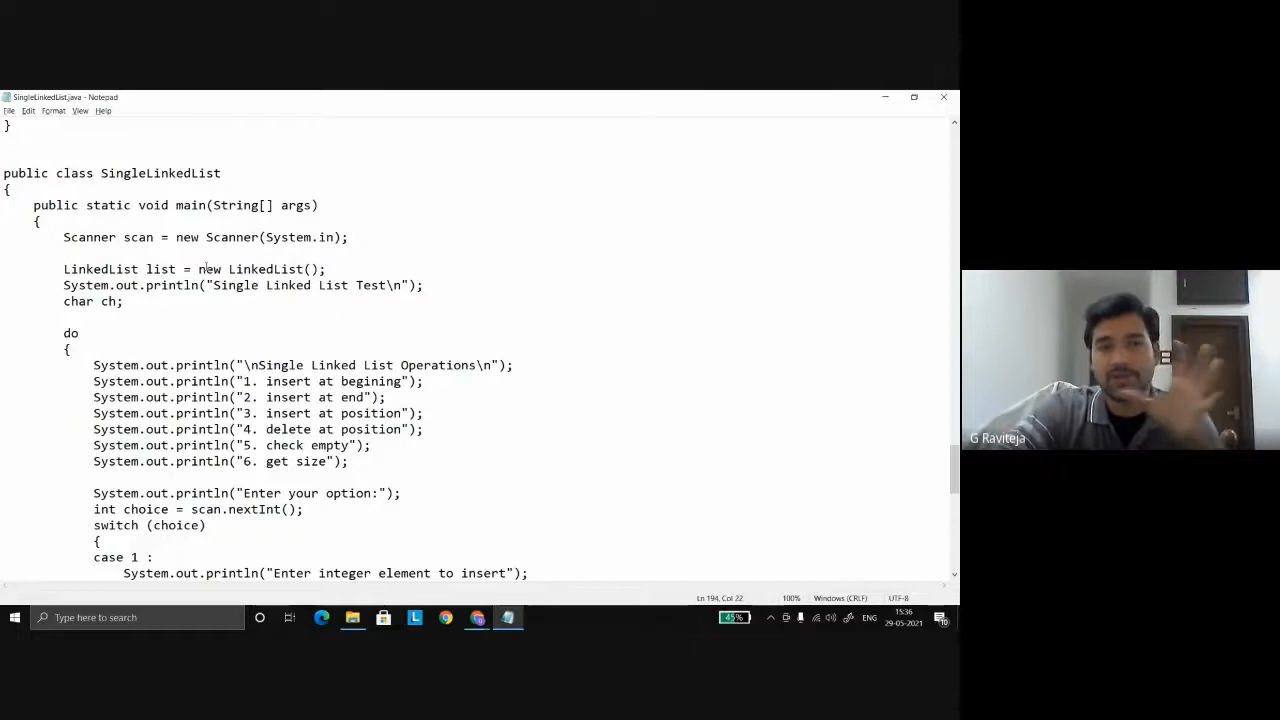 SingleLinkedList.java - Notepad
File Edit Format View Help
}
public class SingleLinkedList
{
public static void main(String[] args)
{
Scanner scan = new Scanner(System.in);
LinkedList list = new LinkedList();
System.out.println("Single Linked List Test\n");
char ch;
do
{
System.out.println("\nSingle Linked List Operations\n");
System.out.println("1. insert at begining");
System.out.println("2. insert at end");
System.out.println("3. insert at position");
System.out.println("4. delete at position");
System.out.println("5. check empty");
System.out.println("6. get size");
System.out.println("Enter your option:");
int choice = scan.nextInt();
switch (choice)
{
case 1 :
System.out.println("Enter integer element to insert");
G Raviteja
Ln 194, Col 22 100% Windows (CRLF) UTF-8
Type here to search
L
45%
ENG
15:36
29-05-2021
10